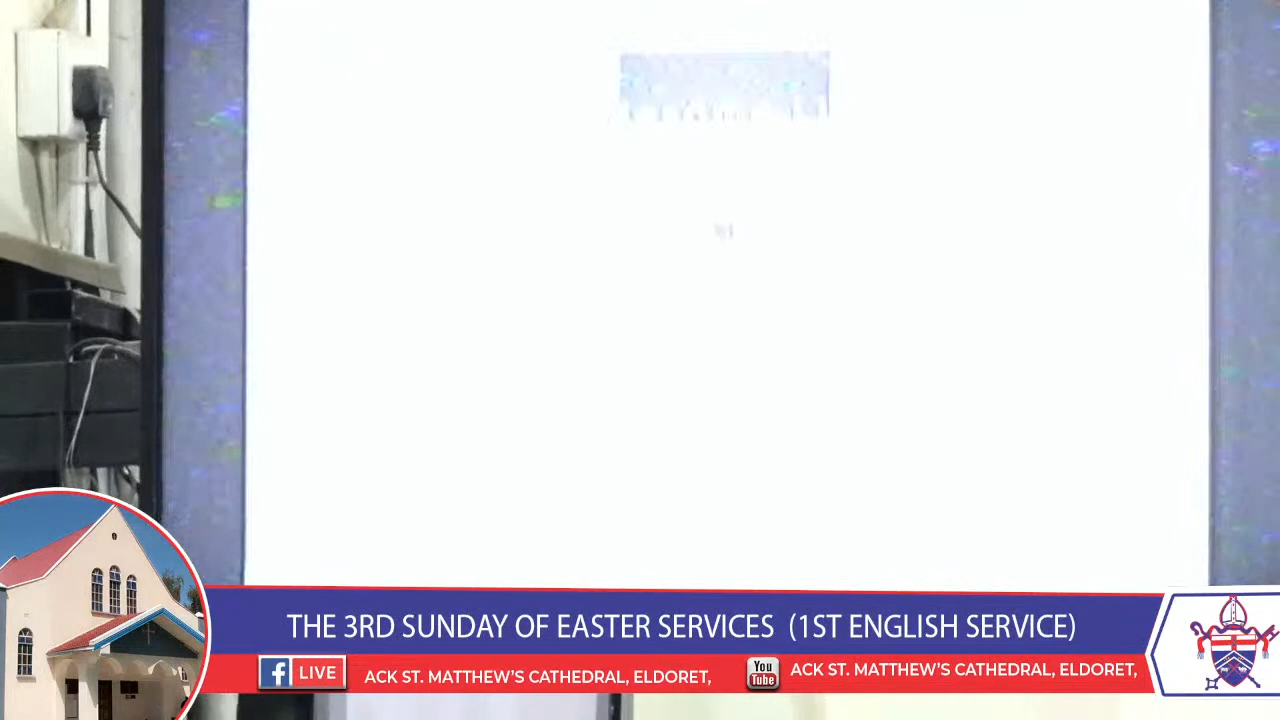 THE 3RD SUNDAY OF EASTER SERVICES (1ST ENGLISH SERVICE)
f LIVE ACK ST. MATTHEW'S CATHEDRAL, ELDORET, You Tube ACK ST. MATTHEW'S CATHEDRAL, ELDORET,